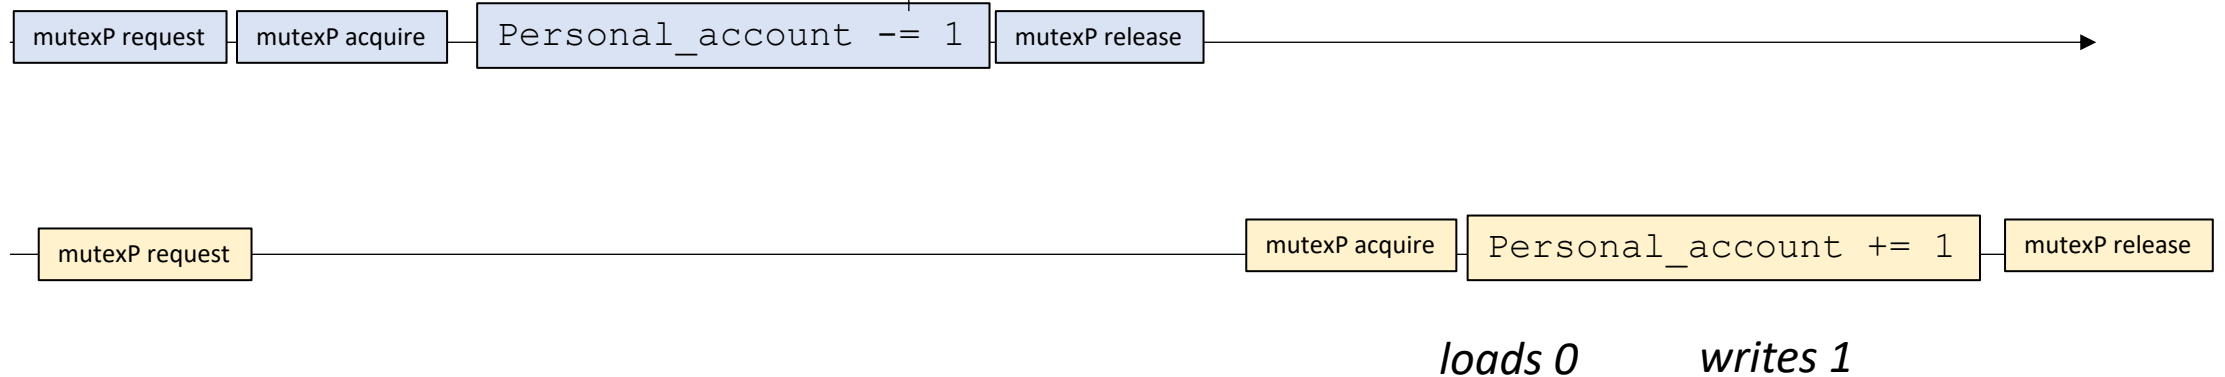 mutexP request mutexP acquire Personal_account -= 1 mutexP release
mutexP request mutexP acquire Personal_account += 1 mutexP release
loads 0 writes 1